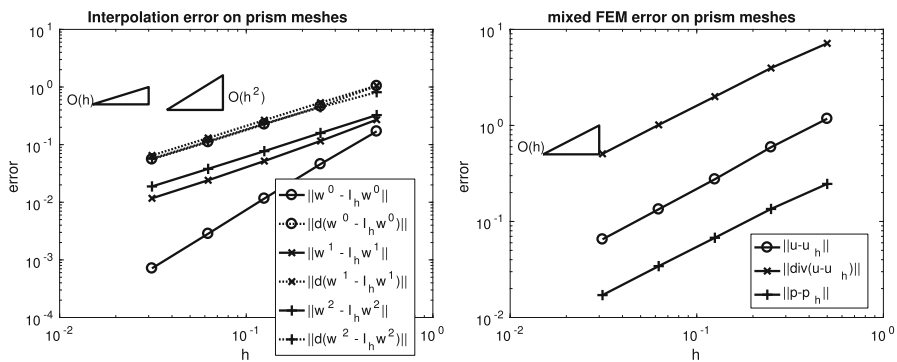 Interpolation error on prism meshes
10^1
10^0
10^-1
10^-2
10^-3
10^-4
error
O(h)
O(h^2)
||w^0 - I_h w^0||
||d(w^0 - I_h w^0)||
||w^1 - I_h w^1||
||d(w^1 - I_h w^1)||
||w^2 - I_h w^2||
||d(w^2 - I_h w^2)||
10^-2
10^-1
10^0
h
mixed FEM error on prism meshes
10^1
10^0
10^-1
10^-2
error
O(h)
||u-u_h||
||div(u-u_h)||
||p-p_h||
10^-2
10^-1
10^0
h